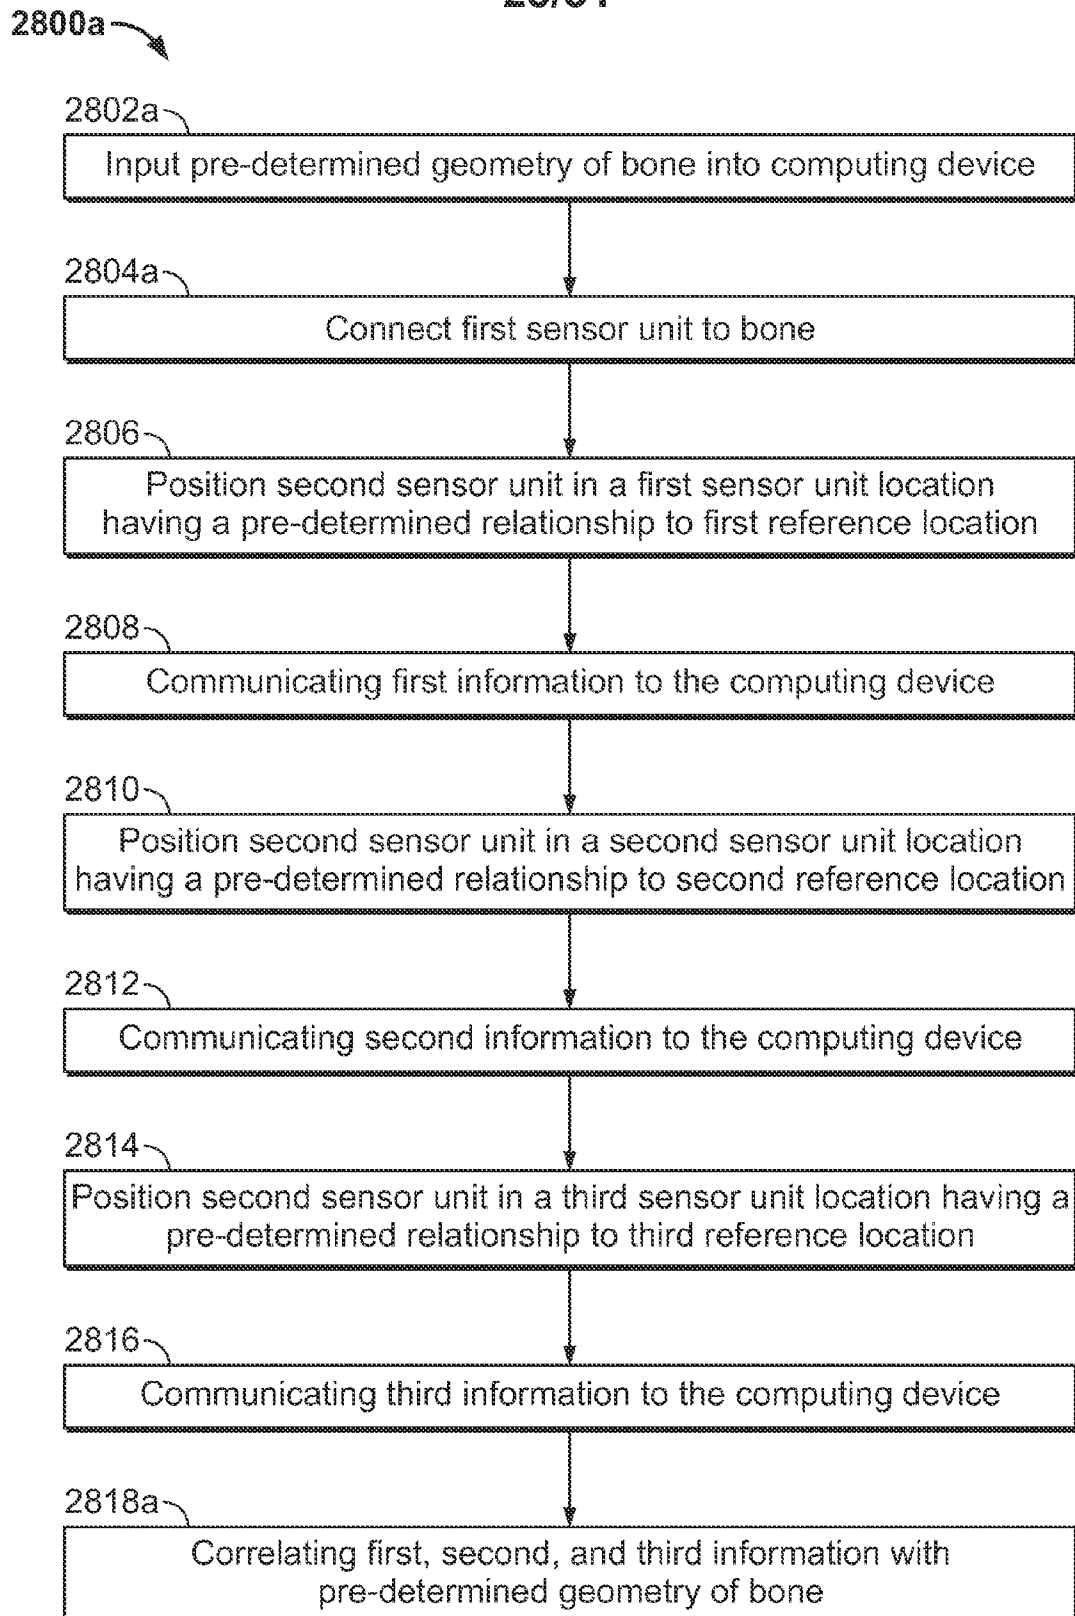 2800a
2802a
Input pre-determined geometry of bone into computing device
2804a
Connect first sensor unit to bone
2806
Position second sensor unit in a first sensor unit location
having a pre-determined relationship to first reference location
2808
Communicating first information to the computing device
2810
Position second sensor unit in a second sensor unit location
having a pre-determined relationship to second reference location
2812
Communicating second information to the computing device
2814
Position second sensor unit in a third sensor unit location having a
pre-determined relationship to third reference location
2816
Communicating third information to the computing device
2818a
Correlating first, second, and third information with
pre-determined geometry of bone